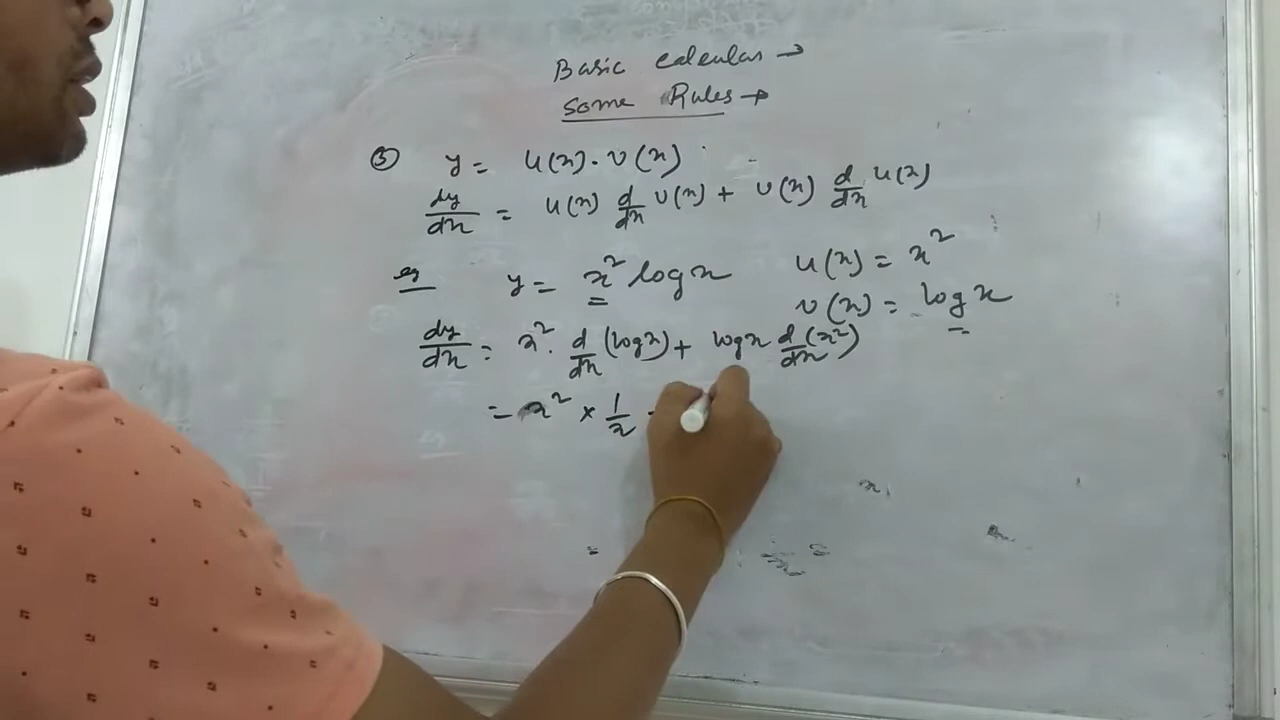 Basic calculas →
Some Rules →
③ y = u(x) . v(x)
dy/dx = u(x) d/dx v(x) + v(x) d/dx u(x)
eg y = x² log x
u(x) = x²
v(x) = log x
dy/dx = x² . d/dx (log x) + log x d/dx (x²)
= x² × 1/x